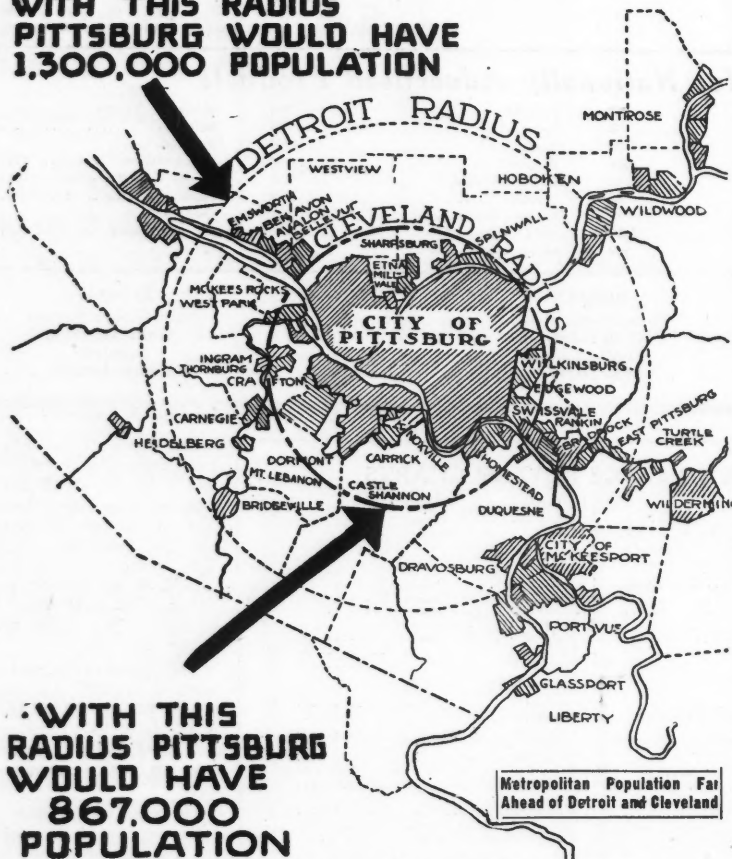 WITH THIS RADIUS
PITTSBURG WOULD HAVE
1,300,000 POPULATION
DETROIT RADIUS
MONTROSE
WESTVIEW
HOBOKEN
EMSWORTH
BEN AVON
AVALON
BELLEVUE
CLEVELAND RADIUS
WILDWOOD
SHARPSBURG
SPENWALL
ETNA
MILL-
VALE
MCKEES ROCKS
WEST PARK
CITY OF
PITTSBURG
INGRAM
THORNBURG
CRAFTON
WILKINSBURG
EDGEWOOD
SWISSVALE
RANKIN
BRADDOCK
EAST PITTSBURG
TURTLE
CREEK
CARNEGIE
HEIDELBERG
KNOXVILLE
CARRICK
DORMONT
MT. LEBANON
CASTLE
SHANNON
HOMESTEAD
BRIDGEVILLE
DUQUESNE
WILDERMING
CITY OF
MCKEESPORT
DRAVOSBURG
PORT VUE
GLASSPORT
LIBERTY
WITH THIS
RADIUS PITTSBURG
WOULD HAVE
867,000
POPULATION
Metropolitan Population Far
Ahead of Detroit and Cleveland